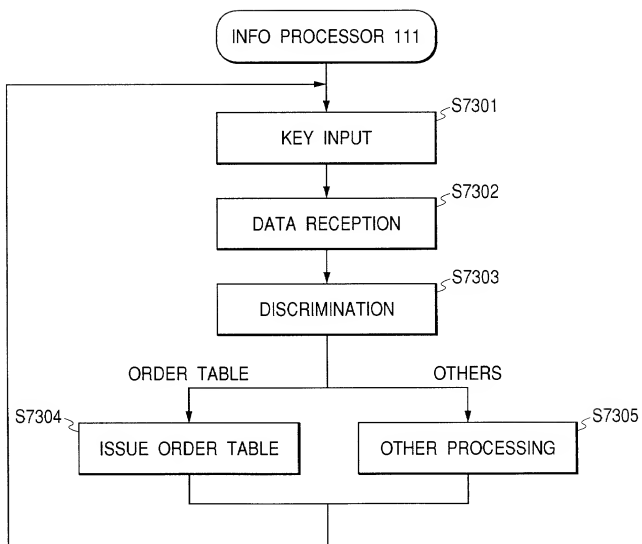 INFO PROCESSOR 111
S7301
KEY INPUT
S7302
DATA RECEPTION
S7303
DISCRIMINATION
ORDER TABLE
OTHERS
S7304
ISSUE ORDER TABLE
S7305
OTHER PROCESSING